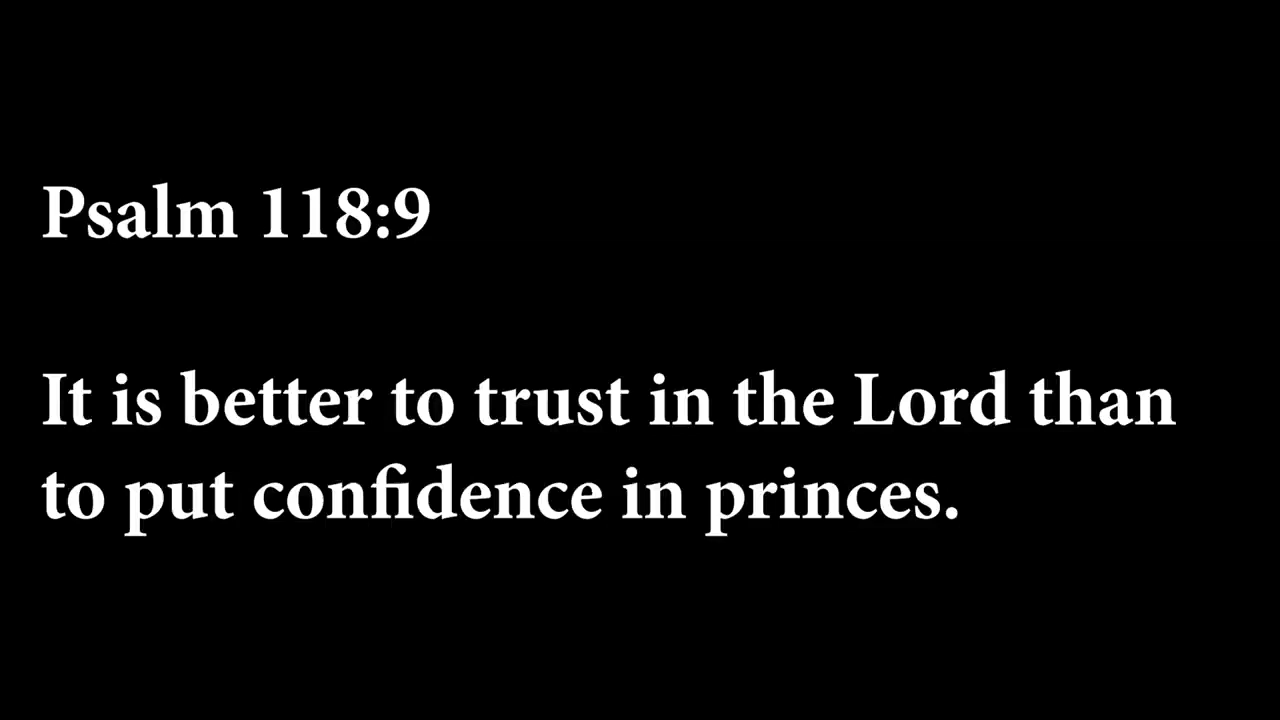 Psalm 118:9
It is better to trust in the Lord than
to put confidence in princes.